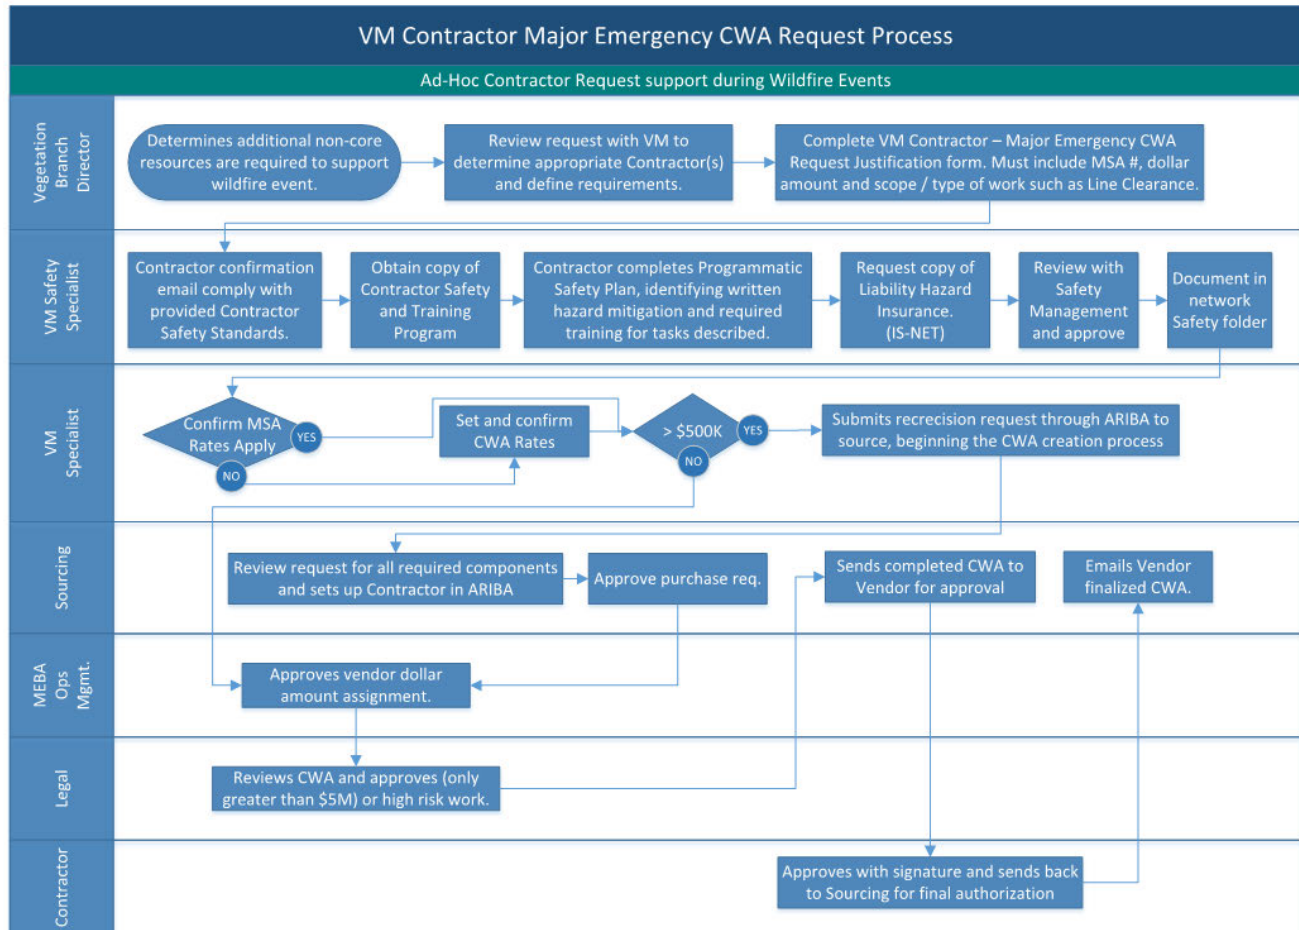 VM Contractor Major Emergency CWA Request Process
Ad-Hoc Contractor Request support during Wildfire Events
Vegetation
Branch
Director
Determines additional non-core
resources are required to support
wildfire event.
Review request with VM to
determine appropriate Contractor(s)
and define requirements.
Complete VM Contractor – Major Emergency CWA
Request Justification form. Must include MSA #, dollar
amount and scope / type of work such as Line Clearance.
VM Safety
Specialist
Contractor confirmation
email comply with
provided Contractor
Safety Standards.
Obtain copy of
Contractor Safety
and Training
Program
Contractor completes Programmatic
Safety Plan, identifying written
hazard mitigation and required
training for tasks described.
Request copy of
Liability Hazard
Insurance.
(IS-NET)
Review with
Safety
Management
and approve
Document in
network
Safety folder
VM
Specialist
Confirm MSA
Rates Apply
YES
NO
Set and confirm
CWA Rates
> $500K
YES
NO
Submits recrecision request through ARIBA to
source, beginning the CWA creation process
Sourcing
Review request for all required components
and sets up Contractor in ARIBA
Approve purchase req.
Sends completed CWA to
Vendor for approval
Emails Vendor
finalized CWA.
MEBA
Ops
Mgmt.
Approves vendor dollar
amount assignment.
Legal
Reviews CWA and approves (only
greater than $5M) or high risk work.
Contractor
Approves with signature and sends back
to Sourcing for final authorization